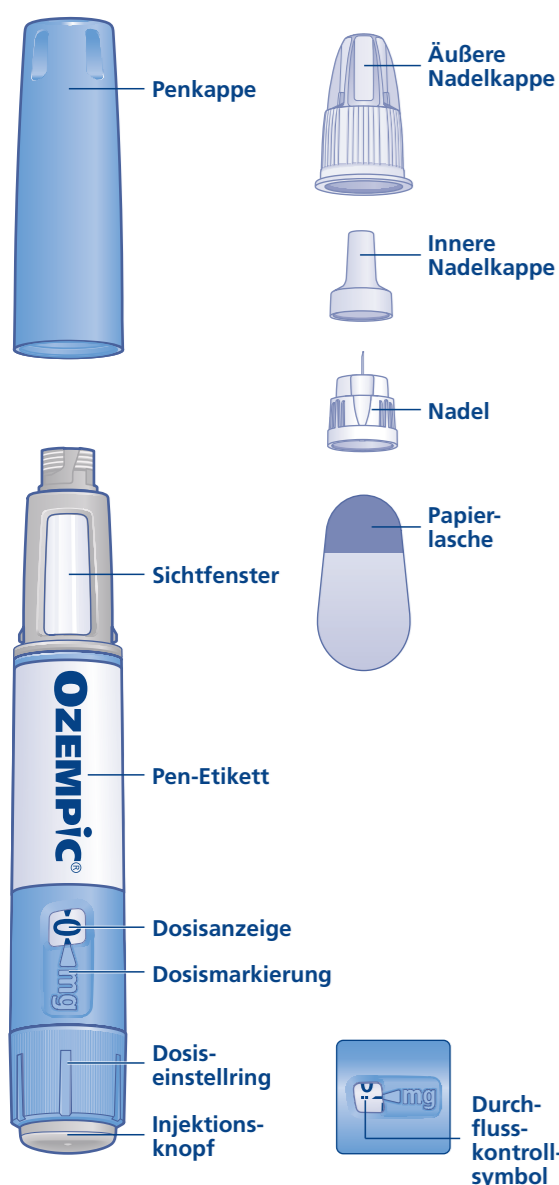 Penkappe
Äußere
Nadelkappe
Innere
Nadelkappe
Nadel
Papier-
lasche
Sichtfenster
OZEMPIC®
Pen-Etikett
0
Dosisanzeige
mg
Dosismarkierung
Dosis-
einstellring
Injektions-
knopf
mg
Durch-
fluss-
kontroll-
symbol